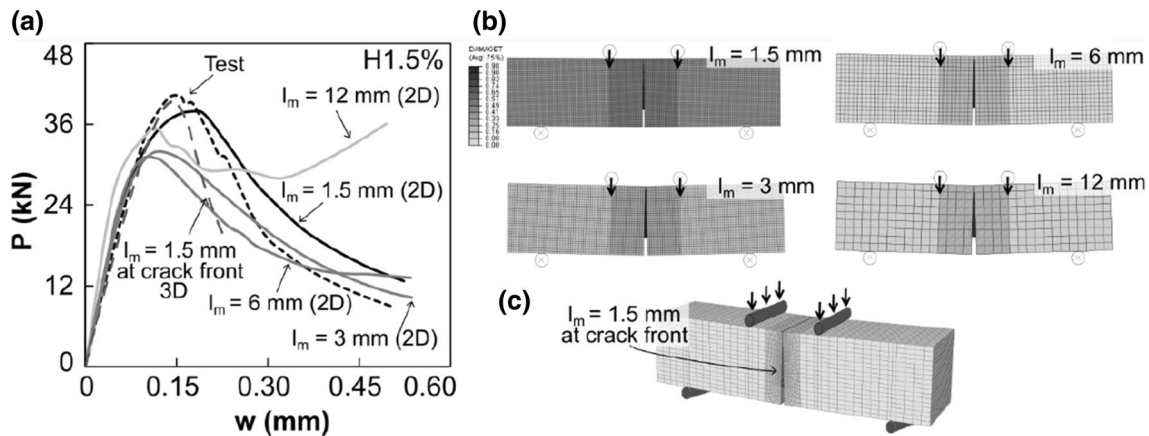 (a)
P (kN)
48
36
24
12
0
H1.5%
Test
lm = 12 mm (2D)
lm = 1.5 mm (2D)
lm = 1.5 mm
at crack front
3D
lm = 6 mm (2D)
lm = 3 mm (2D)
0
0.15
0.30
0.45
0.60
w (mm)
(b)
DAMAGET
(Avg: 75%)
lm = 1.5 mm
lm = 6 mm
lm = 3 mm
lm = 12 mm
(c)
lm = 1.5 mm
at crack front